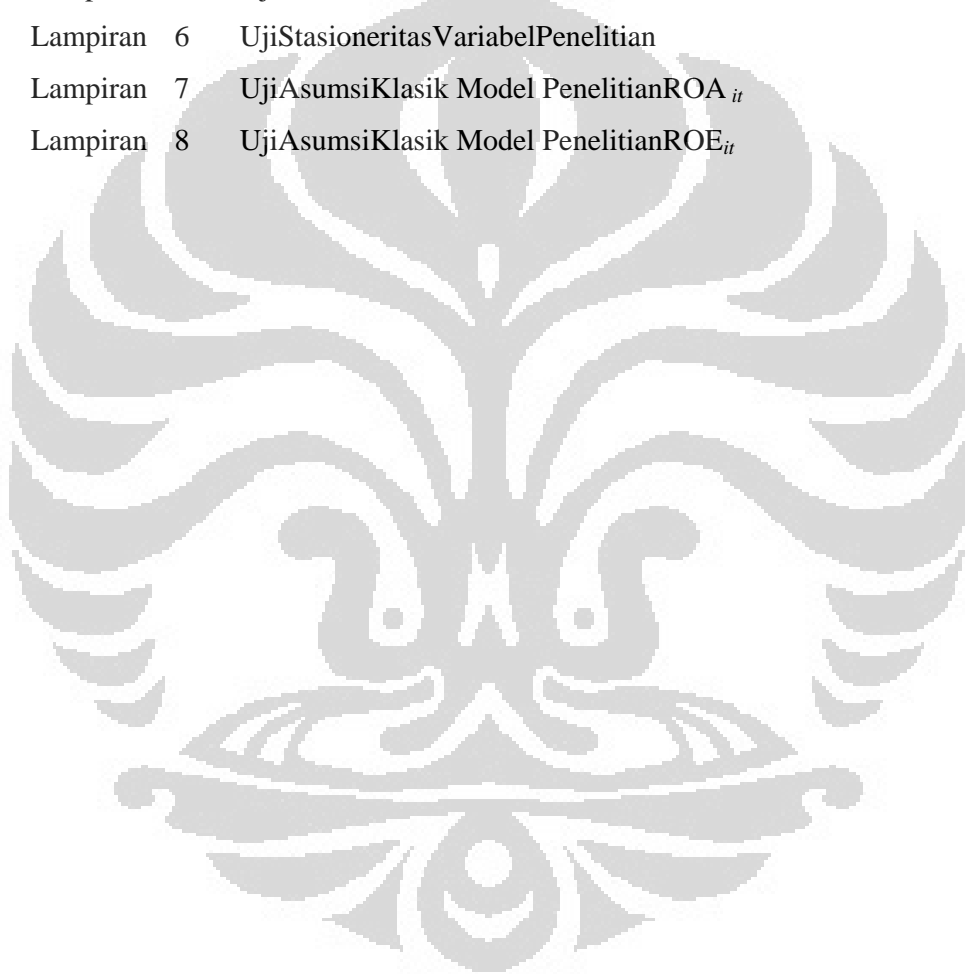 Lampiran 6 UjiStasioneritasVariabelPenelitian
Lampiran 7 UjiAsumsiKlasik Model PenelitianROA it
Lampiran 8 UjiAsumsiKlasik Model PenelitianROEit